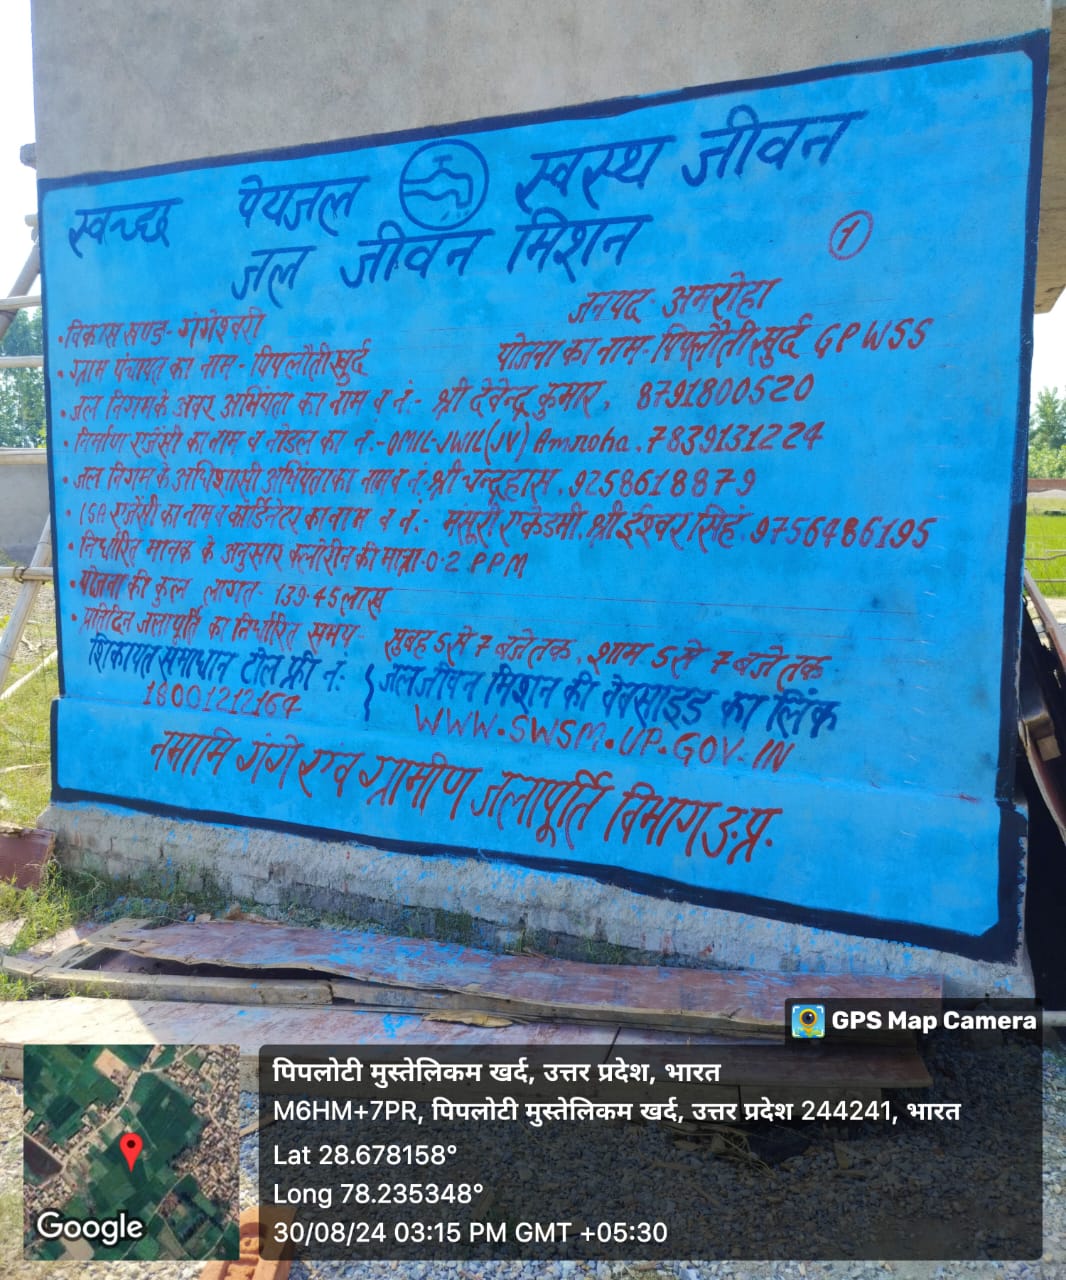 स्वच्छ पेयजल स्वस्थ जीवन
जल जीवन मिशन
1
जनपद- अमरोहा
• विकास खण्ड- गंगेश्वरी
योजना का नाम- पिपलौती खुर्द GPWSS
• ग्राम पंचायत का नाम - पिपलौती खुर्द
• जल निगम के अवर अभियंता का नाम व नं.- श्री देवेन्द्र कुमार, 8791800520
• निर्माण एजेंसी का नाम व नोडल का नं.-OMIL-JWIL(JV) Amroha. 7839131224
• जल निगम के अधिशासी अभियंता का नाम व नं. श्री चन्द्रहास. 9258618879
• ISA एजेंसी का नाम व कोर्डिनेटर का नाम व नं.- मंसूरी एकेडमी. श्री ईश्वर सिंह. 9756486195
• निर्धारित मानक के अनुसार क्लोरीन की मात्रा-0.2 PPM
• योजना की कुल लागत- 139.45 लाख
• प्रतिदिन जलापूर्ति का निर्धारित समय- सुबह 5 से 7 बजे तक, शाम 5 से 7 बजे तक
शिकायत समाधान टोल फ्री नं: जल जीवन मिशन की वेबसाइड का लिंक
18001212164 WWW.SWSM.UP.GOV.IN
नमामि गंगे एंव ग्रामीण जलापूर्ति विभाग उ.प्र.
GPS Map Camera
पिपलोटी मुस्तेलिकम खर्द, उत्तर प्रदेश, भारत
M6HM+7PR, पिपलोटी मुस्तेलिकम खर्द, उत्तर प्रदेश 244241, भारत
Lat 28.678158°
Long 78.235348°
30/08/24 03:15 PM GMT +05:30
Google